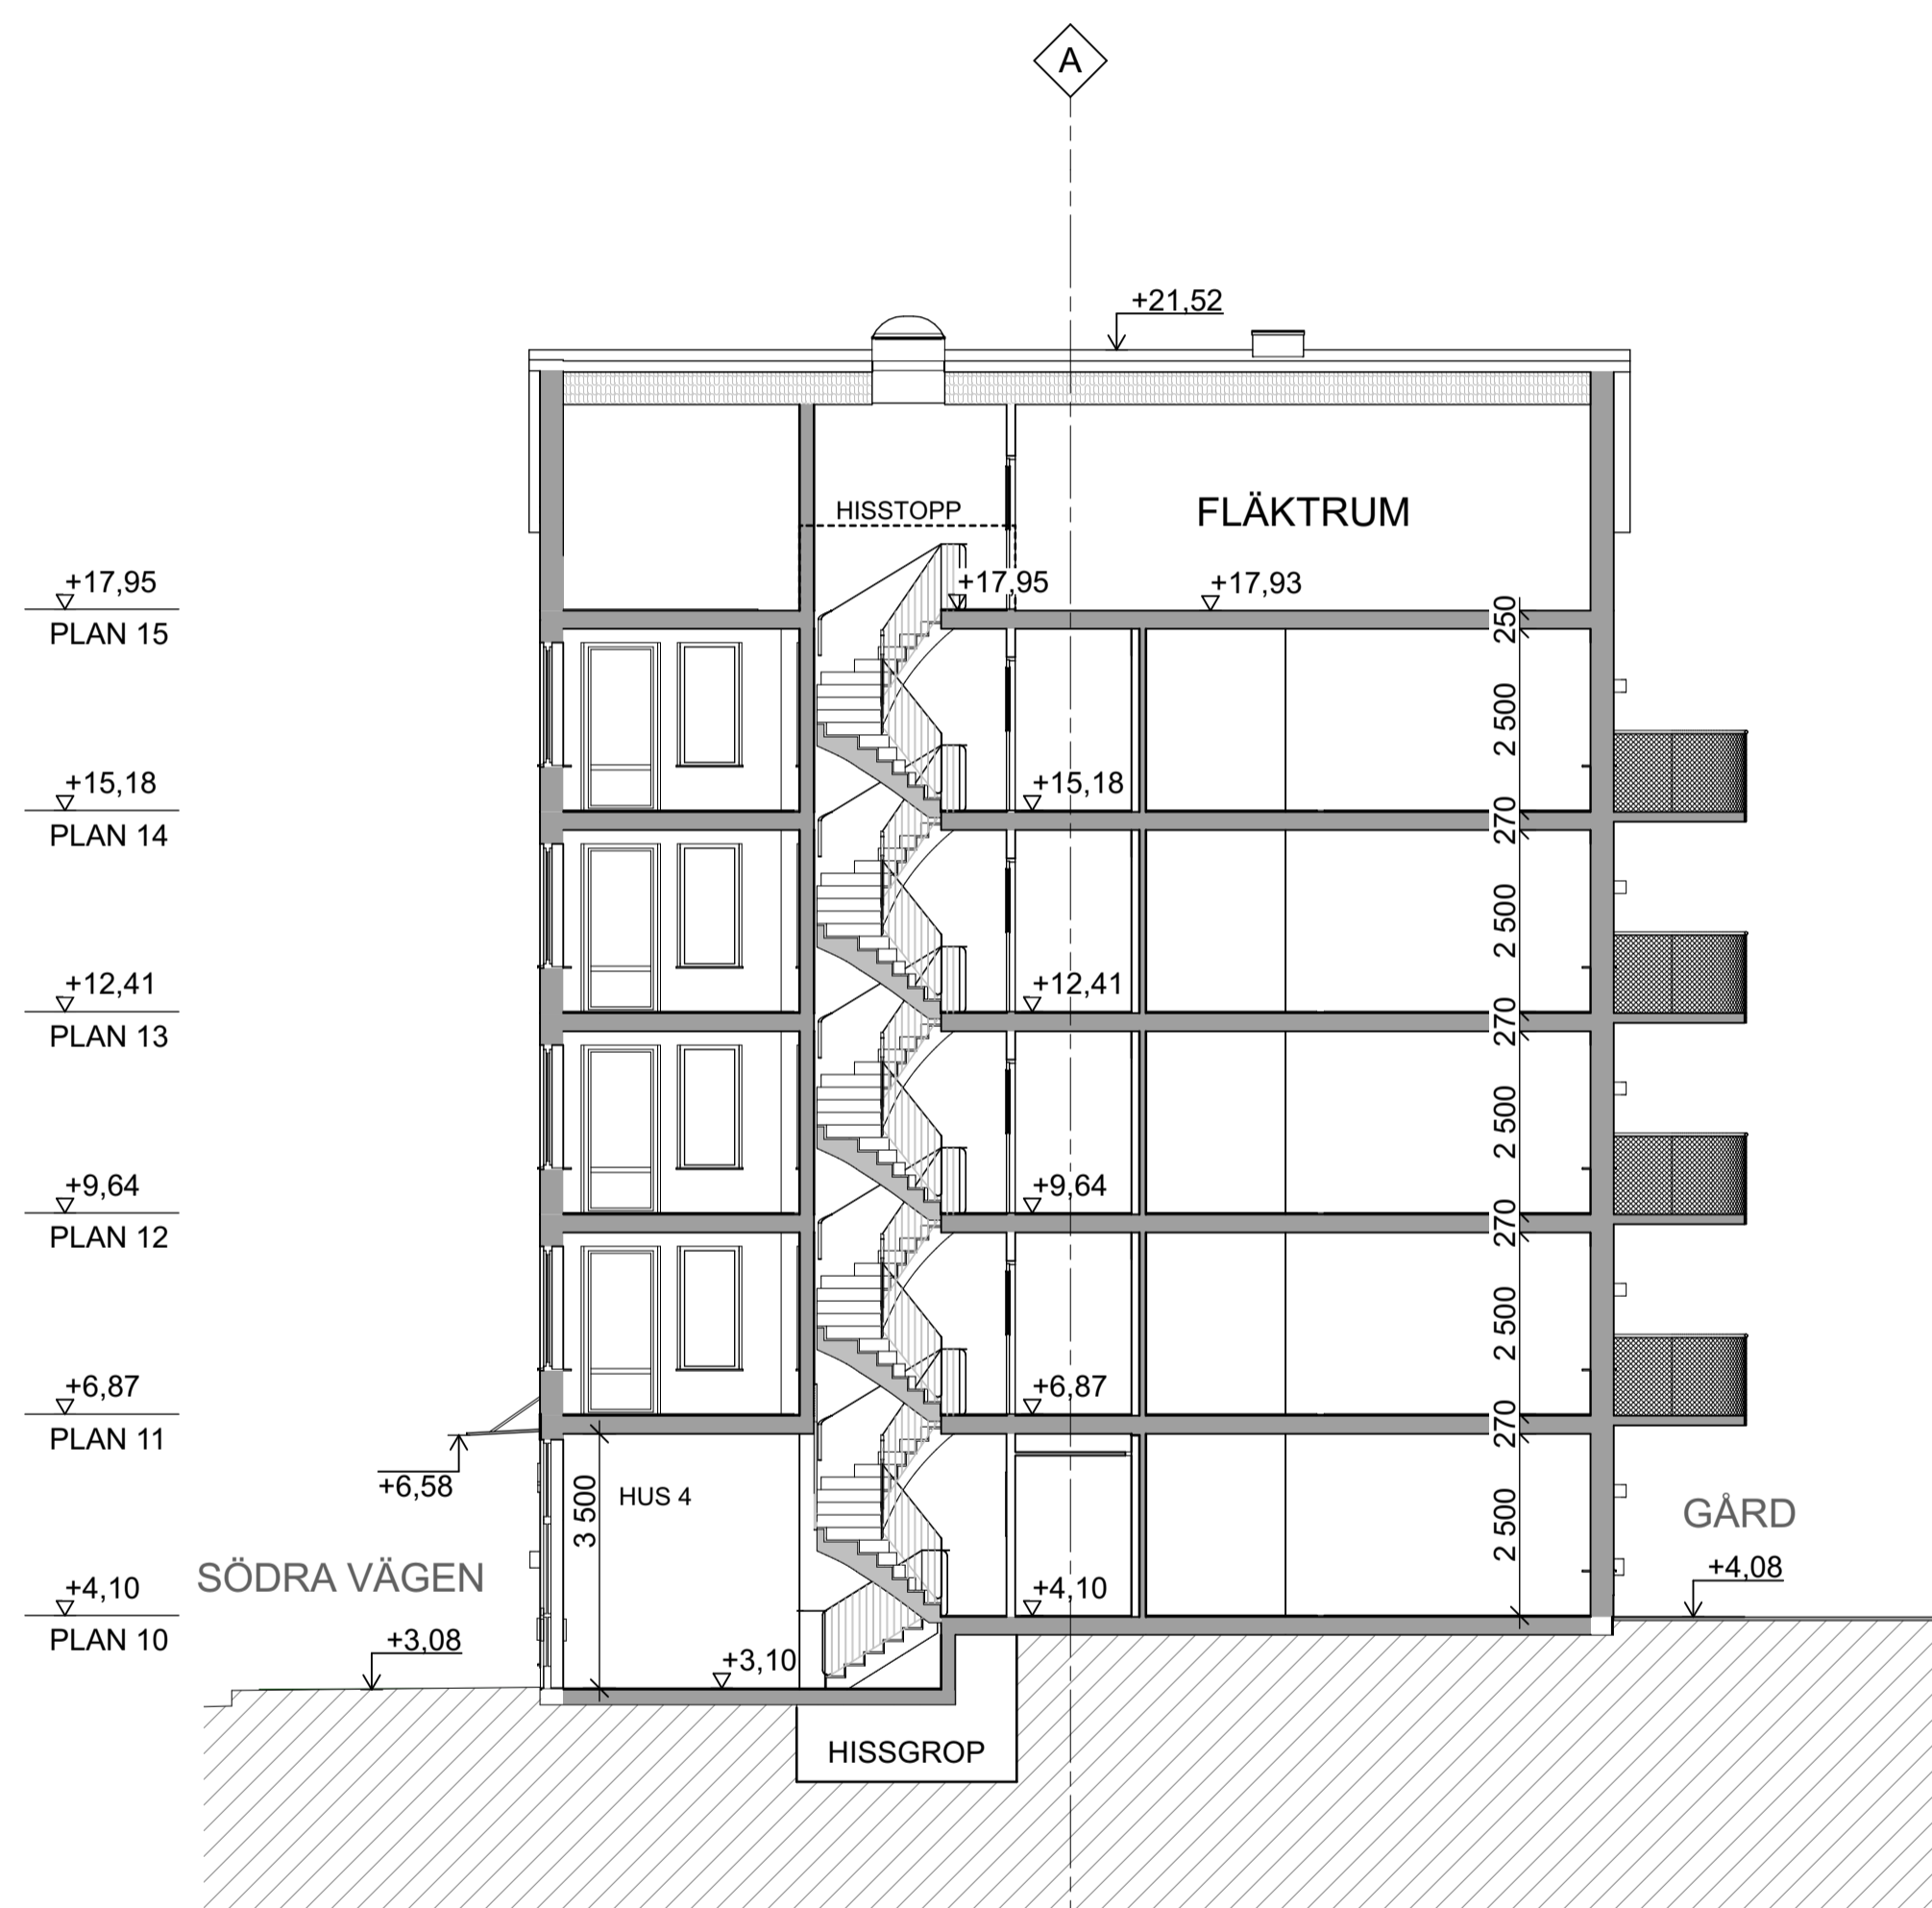 A
+21,52
HISSTOPP
FLÄKTRUM
+17,95
PLAN 15
+17,95
+17,93
250
2 500
+15,18
PLAN 14
+15,18
270
2 500
+12,41
PLAN 13
+12,41
270
2 500
+9,64
PLAN 12
+9,64
270
2 500
+6,87
PLAN 11
+6,87
270
+6,58
3 500
HUS 4
2 500
GÅRD
SÖDRA VÄGEN
+4,08
+4,10
PLAN 10
+4,10
+3,08
+3,10
HISSGROP